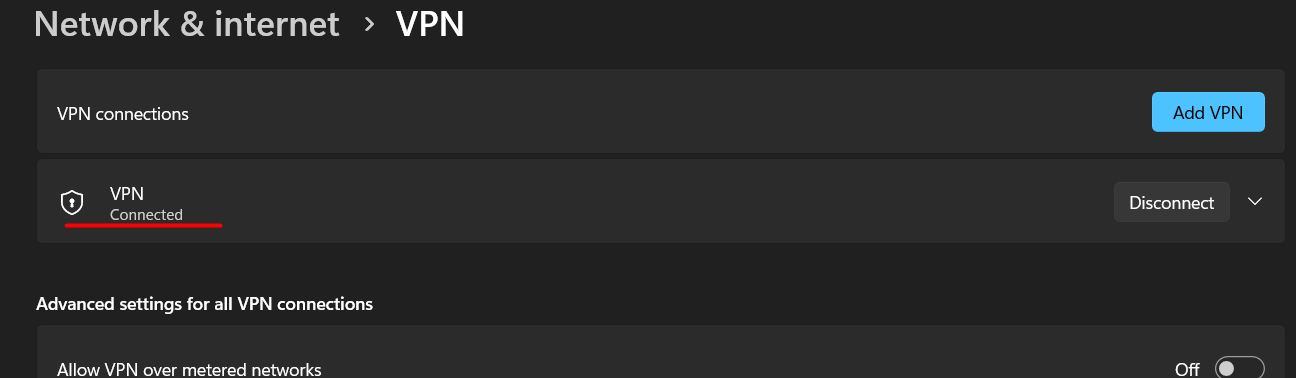 Network & internet > VPN
VPN connections
Add VPN
VPN
Connected
Disconnect
Advanced settings for all VPN connections
Allow VPN over metered networks
Off